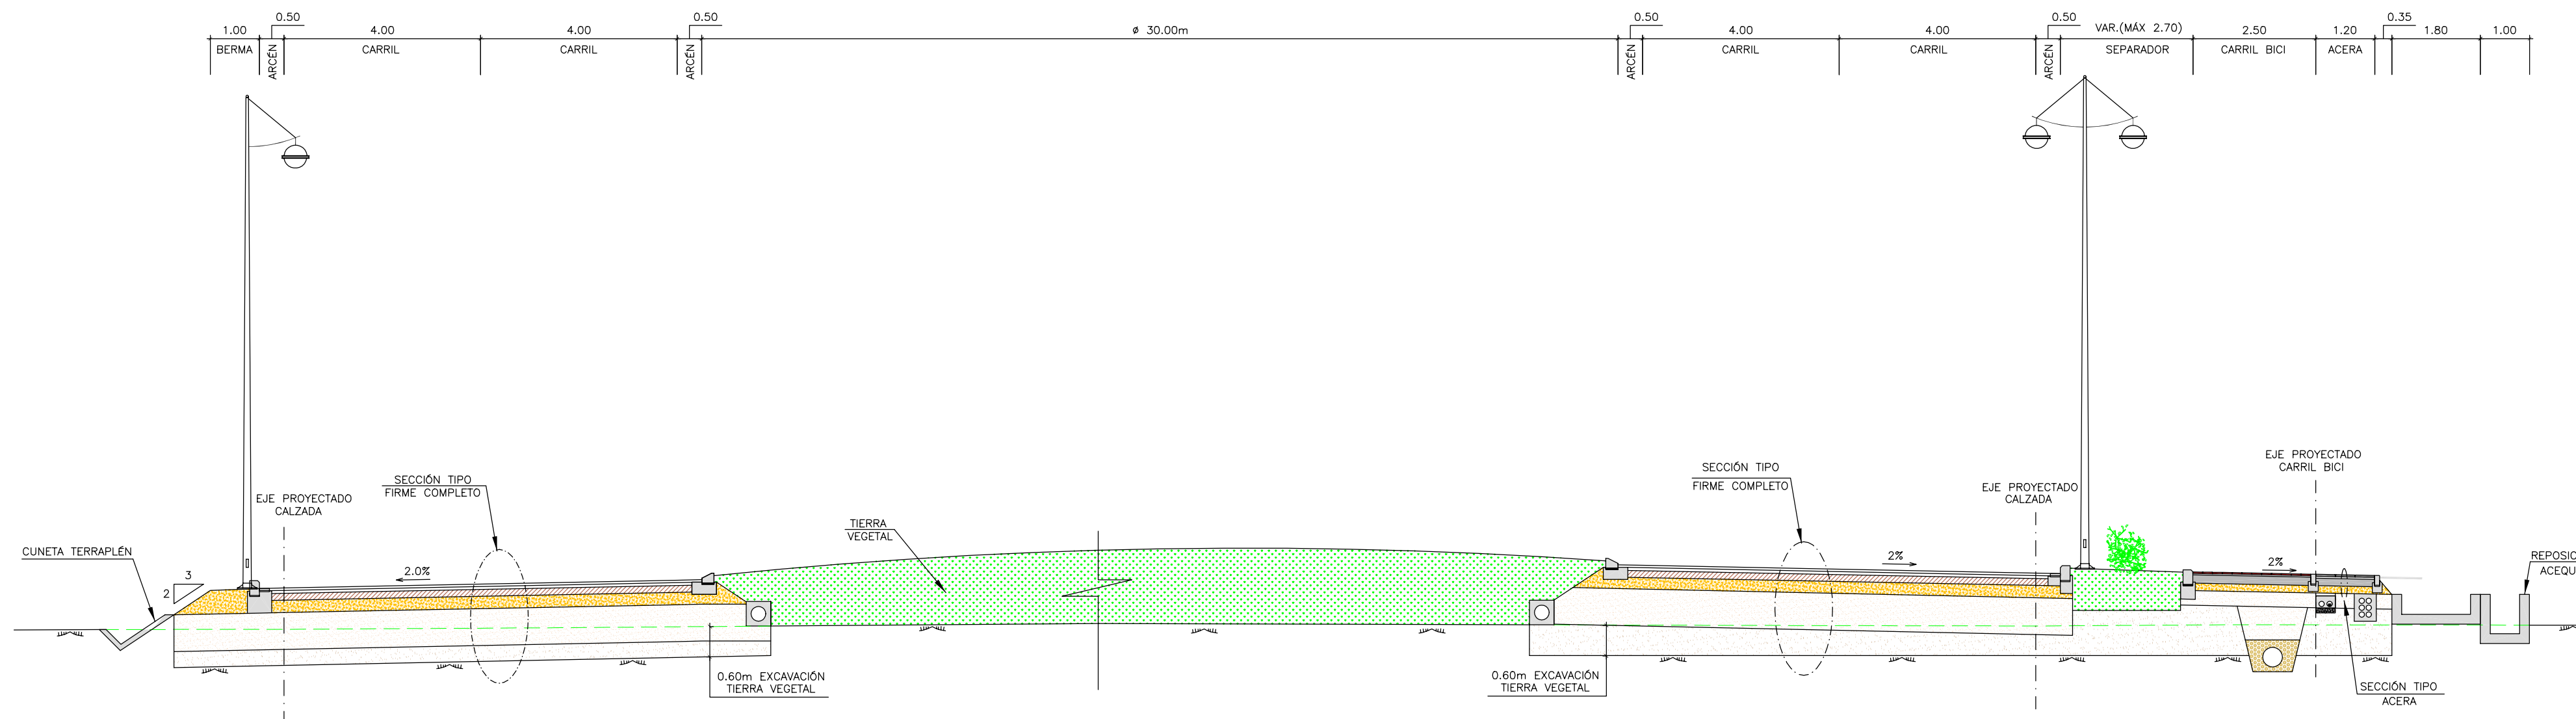 0.50
0.50
0.50
0.50
0.35
1.00
4.00
4.00
ø 30.00m
4.00
4.00
VAR.(MÁX 2.70)
2.50
1.20
1.80
1.00
BERMA
ARCÉN
CARRIL
CARRIL
ARCÉN
ARCÉN
CARRIL
CARRIL
ARCÉN
SEPARADOR
CARRIL BICI
ACERA
EJE PROYECTADO
CARRIL BICI
SECCIÓN TIPO
FIRME COMPLETO
SECCIÓN TIPO
FIRME COMPLETO
EJE PROYECTADO
CALZADA
EJE PROYECTADO
CALZADA
TIERRA
VEGETAL
CUNETA TERRAPLÉN
3
2
2.0%
2%
2%
REPOSIC
ACEQU
0.60m EXCAVACIÓN
TIERRA VEGETAL
0.60m EXCAVACIÓN
TIERRA VEGETAL
SECCIÓN TIPO
ACERA